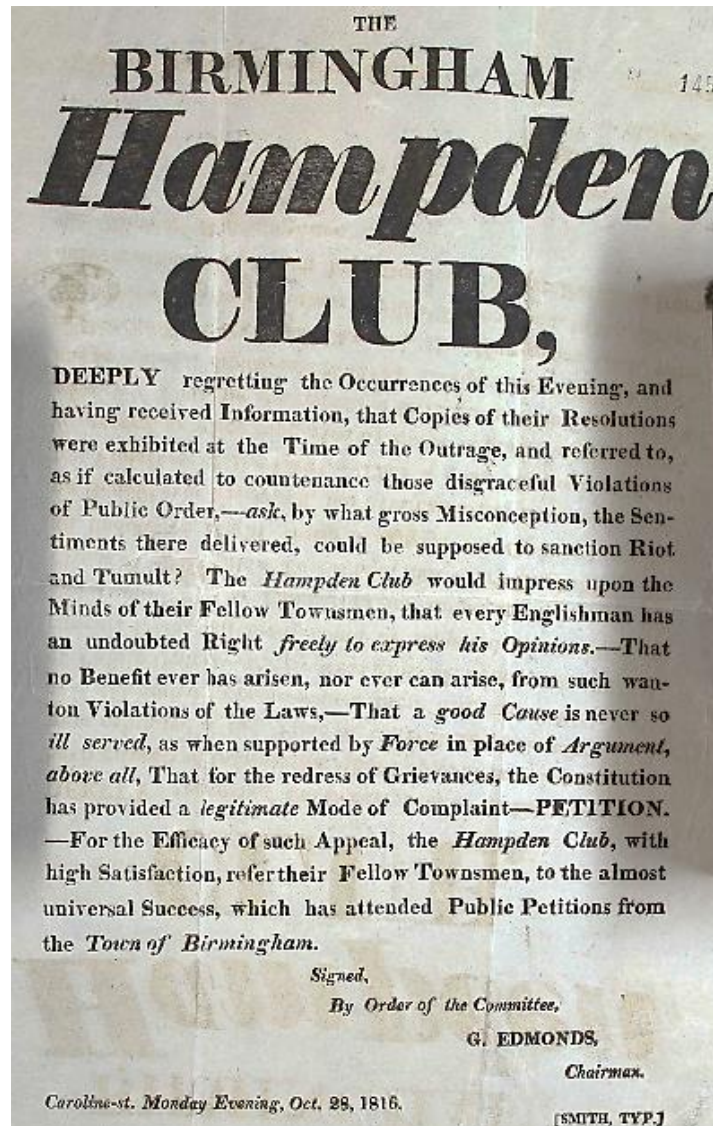 THE
BIRMINGHAM
145
Hampden
CLUB,
DEEPLY regretting the Occurrences of this Evening, and
having received Information, that Copies of their Resolutions
were exhibited at the Time of the Outrage, and referred to,
as if calculated to countenance those disgraceful Violations
of Public Order,—ask, by what gross Misconception, the Sen-
timents there delivered, could be supposed to sanction Riot
and Tumult? The Hampden Club would impress upon the
Minds of their Fellow Townsmen, that every Englishman has
an undoubted Right freely to express his Opinions.—That
no Benefit ever has arisen, nor ever can arise, from such wan-
ton Violations of the Laws,—That a good Cause is never so
ill served, as when supported by Force in place of Argument,
above all, That for the redress of Grievances, the Constitution
has provided a legitimate Mode of Complaint—PETITION.
—For the Efficacy of such Appeal, the Hampden Club, with
high Satisfaction, refer their Fellow Townsmen, to the almost
universal Success, which has attended Public Petitions from
the Town of Birmingham.
Signed,
By Order of the Committee,
G. EDMONDS,
Chairman.
Caroline-st. Monday Evening, Oct. 28, 1816.
[SMITH, TYP.]